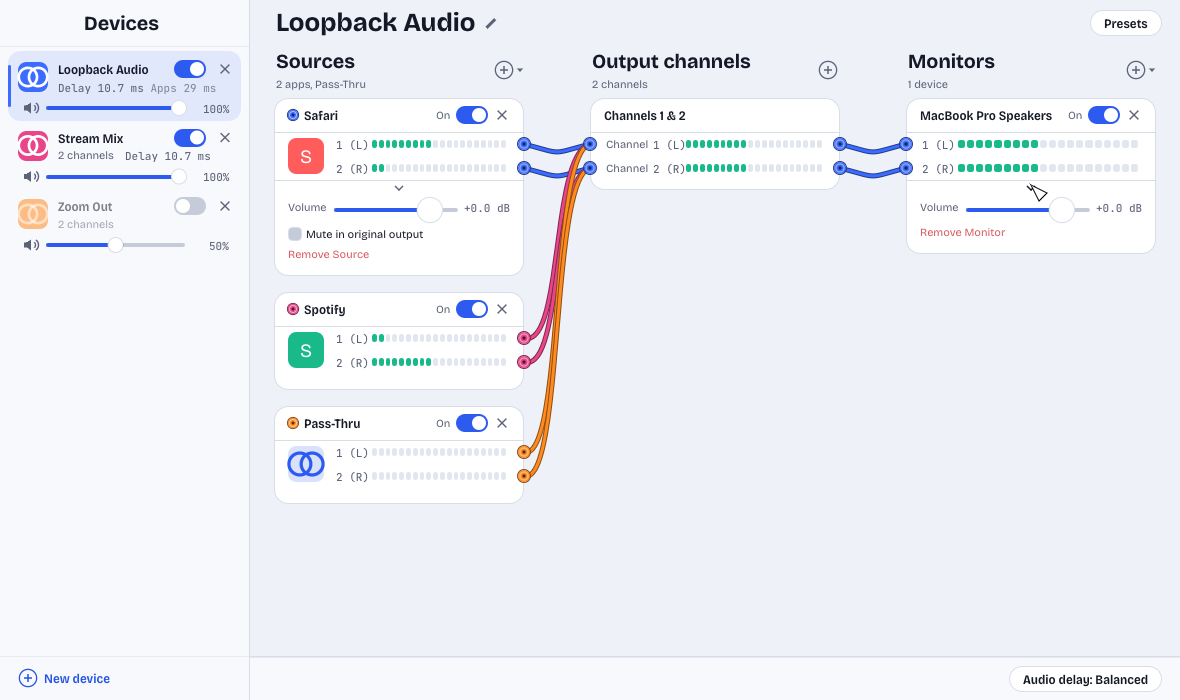 Devices
Loopback Audio
Delay 10.7 ms Apps 29 ms
100%
Stream Mix
2 channels Delay 10.7 ms
100%
Zoom Out
2 channels
50%
New device
Loopback Audio
Presets
Sources
2 apps, Pass-Thru
Safari On
S
1 (L)
2 (R)
Volume +0.0 dB
Mute in original output
Remove Source
Spotify On
S
1 (L)
2 (R)
Pass-Thru On
1 (L)
2 (R)
Output channels
2 channels
Channels 1 & 2
Channel 1 (L)
Channel 2 (R)
Monitors
1 device
MacBook Pro Speakers On
1 (L)
2 (R)
Volume +0.0 dB
Remove Monitor
Audio delay: Balanced